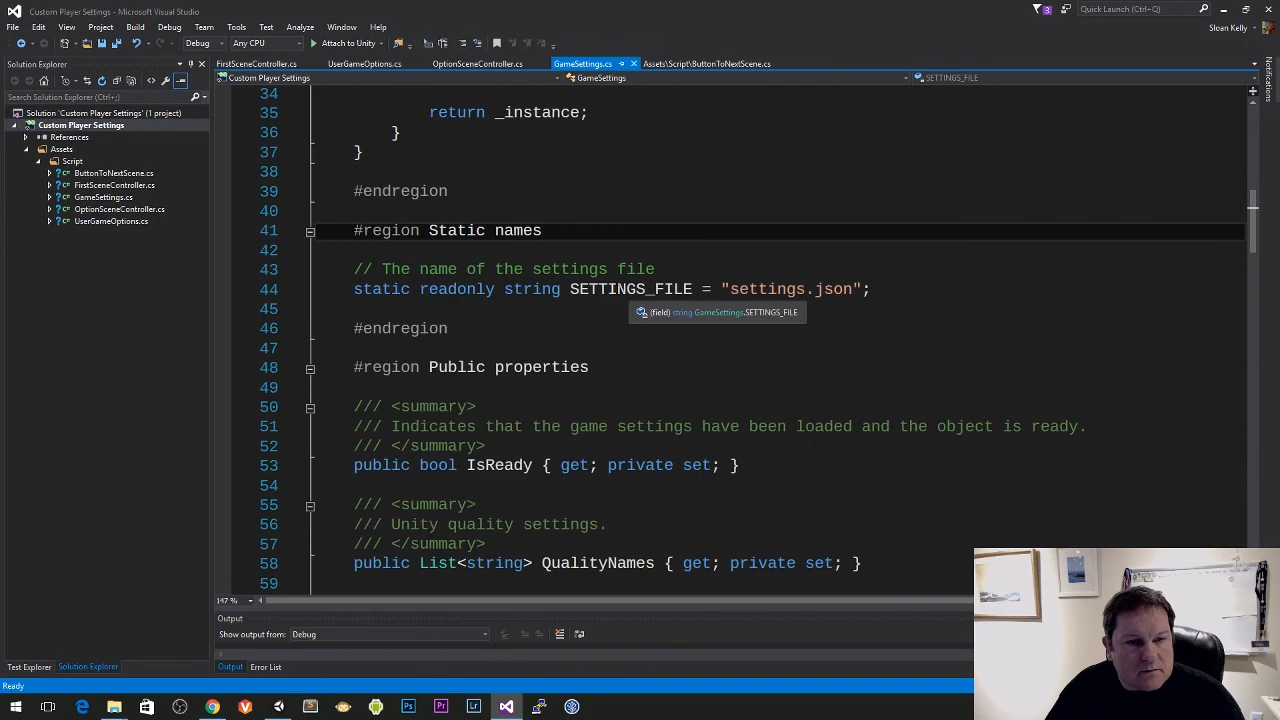 Custom Player Settings - Microsoft Visual Studio
3
Quick Launch (Ctrl+Q)
File Edit View Project Build Debug Team Tools Test Analyze Window Help
Sloan Kelly
Debug Any CPU Attach to Unity
Solution Explorer
FirstSceneController.cs UserGameOptions.cs OptionSceneController.cs GameSettings.cs Assets\Script\ButtonToNextScene.cs
Custom Player Settings GameSettings SETTINGS_FILE
Notifications
Search Solution Explorer (Ctrl+;)
Solution 'Custom Player Settings' (1 project)
Custom Player Settings
References
Assets
Script
ButtonToNextScene.cs
FirstSceneController.cs
GameSettings.cs
OptionSceneController.cs
UserGameOptions.cs
34
35 return _instance;
36 }
37 }
38
39 #endregion
40
41 #region Static names
42
43 // The name of the settings file
44 static readonly string SETTINGS_FILE = "settings.json";
45
(field) string GameSettings.SETTINGS_FILE
46 #endregion
47
48 #region Public properties
49
50 /// <summary>
51 /// Indicates that the game settings have been loaded and the object is ready.
52 /// </summary>
53 public bool IsReady { get; private set; }
54
55 /// <summary>
56 /// Unity quality settings.
57 /// </summary>
58 public List<string> QualityNames { get; private set; }
59
147 %
Output
Show output from: Debug
Test Explorer Solution Explorer
Output Error List
Ready
Ps Pr Lr